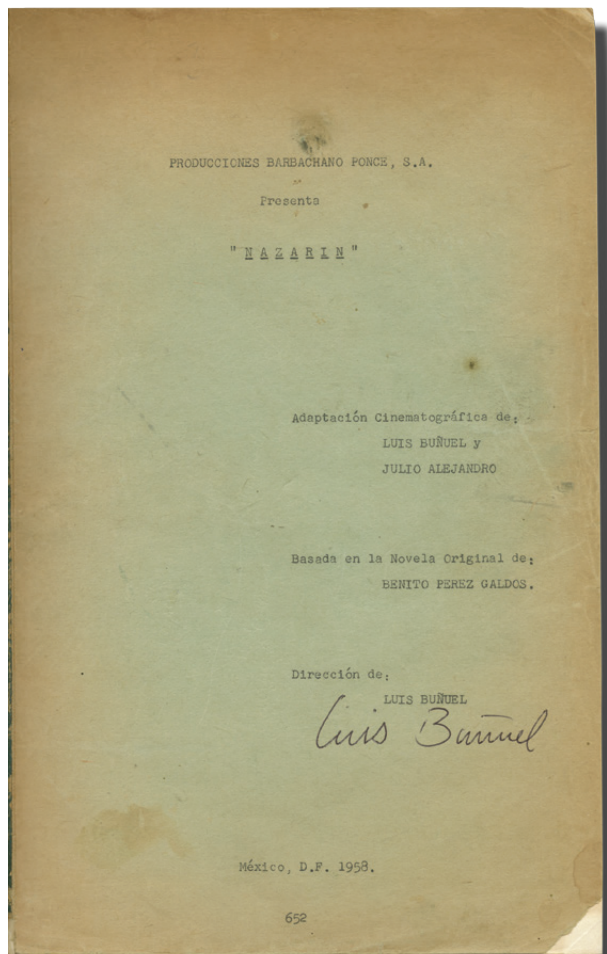 PRODUCCIONES BARBACHANO PONCE, S.A.
Presenta
"N A Z A R I N"
Adaptación Cinematográfica de:
LUIS BUÑUEL y
JULIO ALEJANDRO
Basada en la Novela Original de:
BENITO PEREZ GALDOS.
Dirección de:
LUIS BUÑUEL
Luis Buñuel
México, D.F. 1958.
652